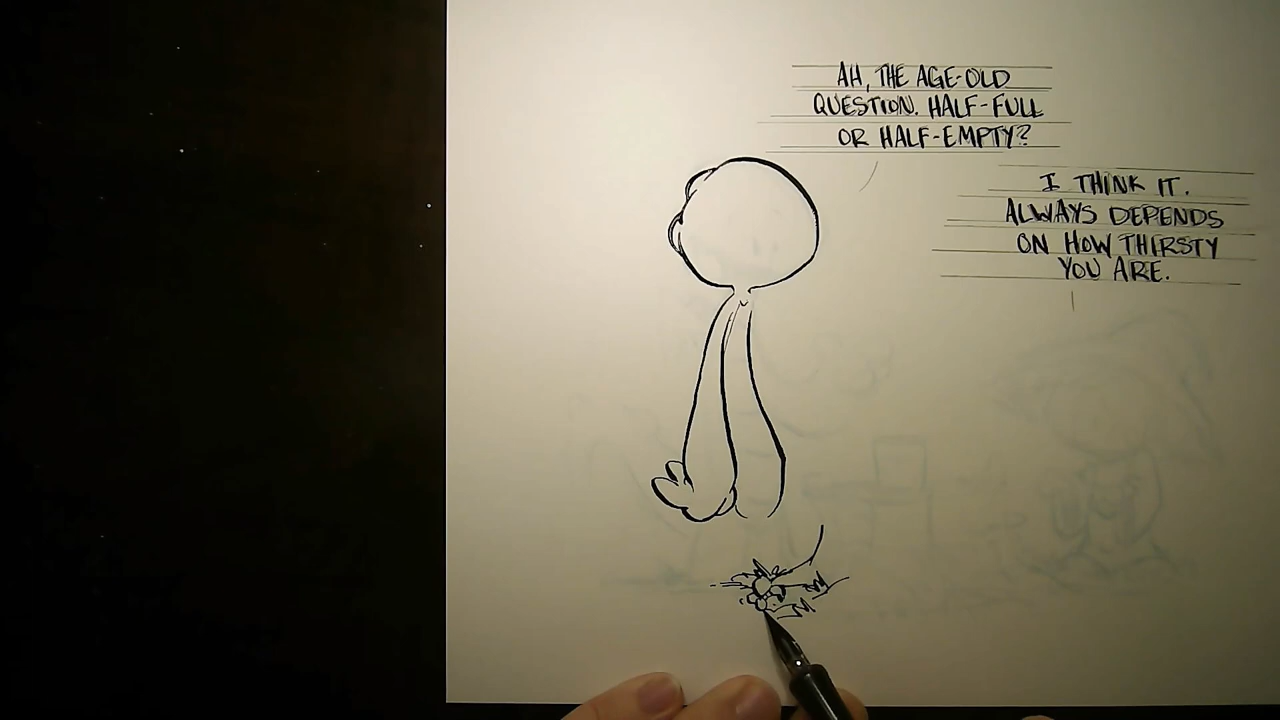 AH, THE AGE-OLD
QUESTION. HALF-FULL
OR HALF-EMPTY?
I THINK IT.
ALWAYS DEPENDS
ON HOW THIRSTY
YOU ARE.